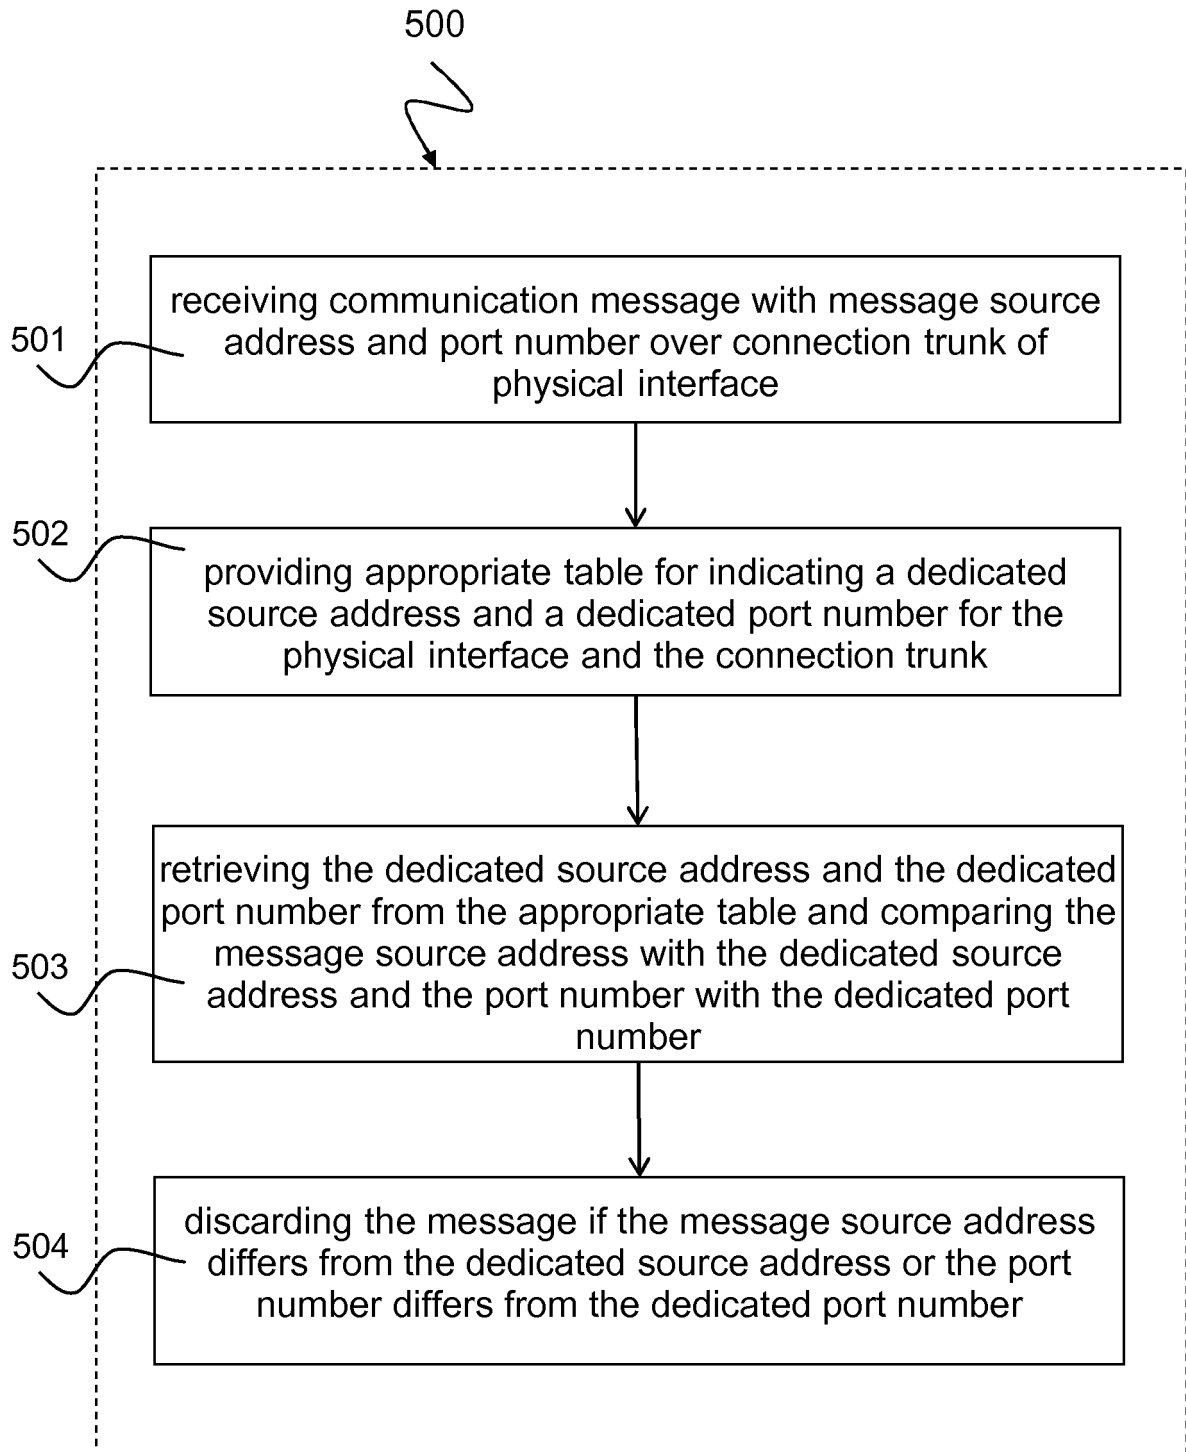 500
501
receiving communication message with message source
address and port number over connection trunk of
physical interface
502
providing appropriate table for indicating a dedicated
source address and a dedicated port number for the
physical interface and the connection trunk
503
retrieving the dedicated source address and the dedicated
port number from the appropriate table and comparing the
message source address with the dedicated source
address and the port number with the dedicated port
number
504
discarding the message if the message source address
differs from the dedicated source address or the port
number differs from the dedicated port number